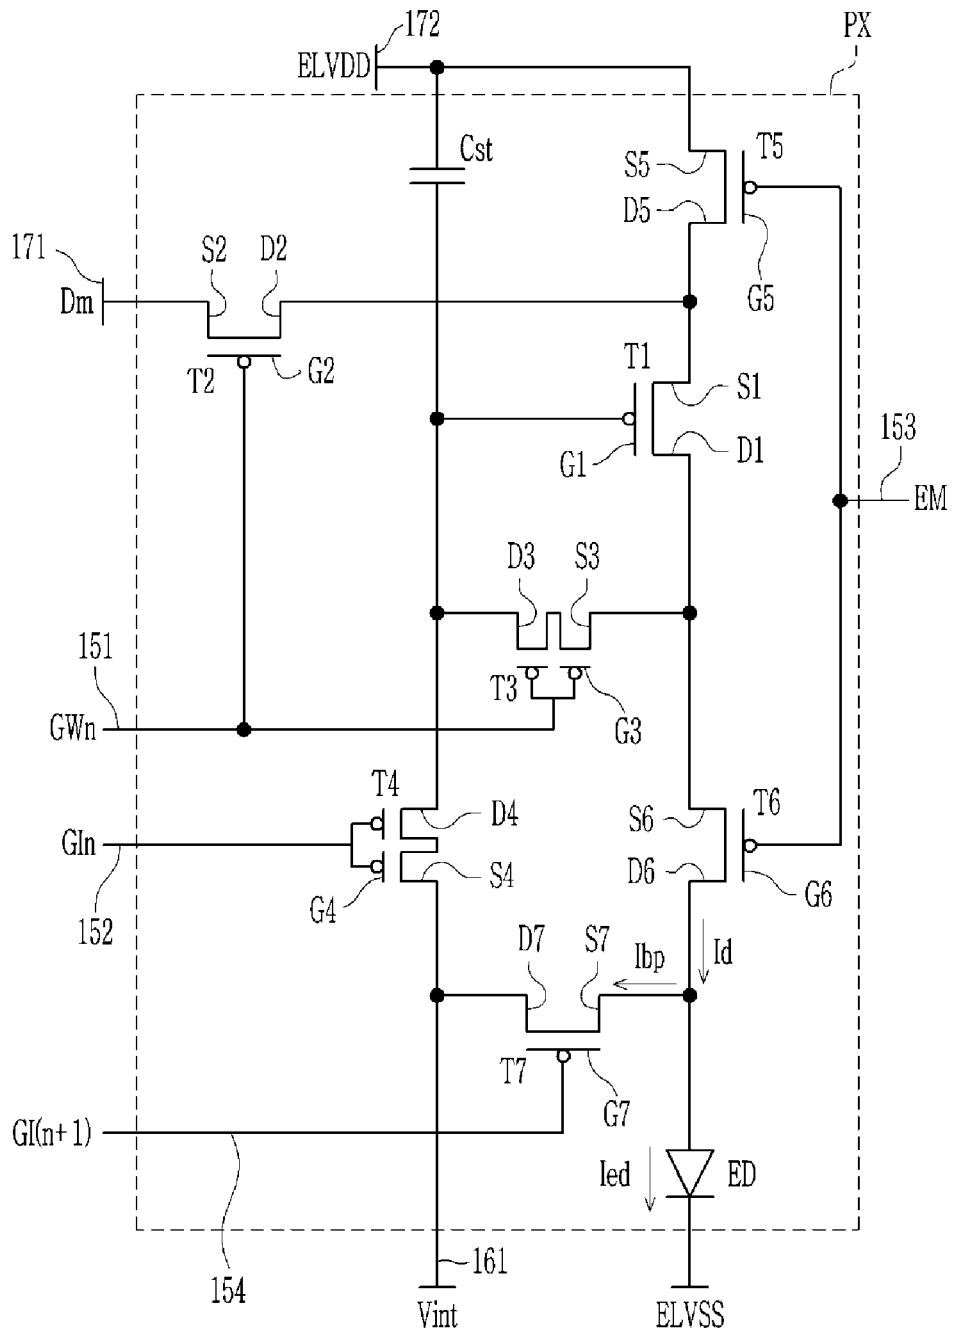 172
PX
ELVDD
Cst
T5
S5
D5
171
S2
D2
Dm
G5
T1
G2
T2
S1
G1
D1
153
EM
D3
S3
151
T3
G3
GWn
T4
D4
S6
T6
GIn
S4
D6
G6
G4
152
D7
S7
Ibp
Id
T7
G7
GI(n+1)
Ied
ED
161
154
Vint
ELVSS